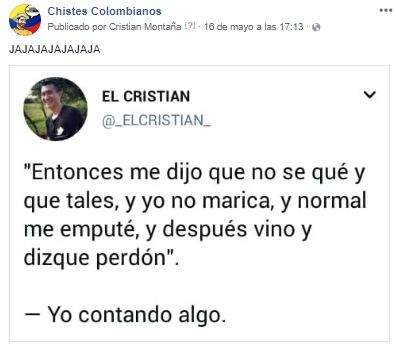 Chistes Colombianos
Publicado por Cristian Montaña [?] · 16 de mayo a las 17:13 ·
JAJAJAJAJAJAJA
EL CRISTIAN
@_ELCRISTIAN_
"Entonces me dijo que no se qué y
que tales, y yo no marica, y normal
me emputé, y después vino y
dizque perdón".
— Yo contando algo.